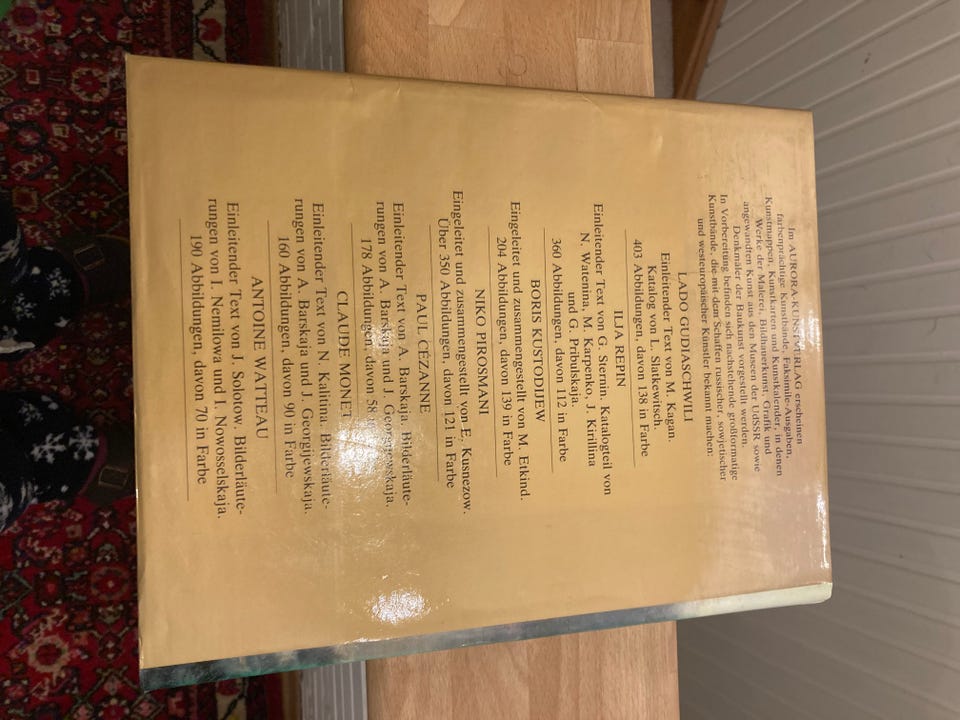 Im AURORA-KUNSTVERLAG erscheinen
farbenprächtige Kunstbände, Faksimile-Ausgaben,
Kunstmappen, Kunstkarten und Kunstkalender, in denen
Werke der Malerei, Bildhauerkunst, Grafik und
angewandten Kunst aus den Museen der UdSSR sowie
Denkmäler der Baukunst vorgestellt werden.
In Vorbereitung befinden sich nachstehende großformatige
Kunstbände, die mit dem Schaffen russischer, sowjetischer
und westeuropäischer Künstler bekannt machen:
LADO GUDIASCHWILI
Einleitender Text von M. Kagan.
Katalog von L. Slatkewitsch.
403 Abbildungen, davon 138 in Farbe
ILJA REPIN
Einleitender Text von G. Sternin. Katalogteil von
N. Watenina, M. Karpenko, J. Kirillina
und G. Pribulskaja.
360 Abbildungen, davon 112 in Farbe
BORIS KUSTODIJEW
Eingeleitet und zusammengestellt von M. Etkind.
204 Abbildungen, davon 139 in Farbe
NIKO PIROSMANI
Eingeleitet und zusammengestellt von E. Kusnezow.
Über 350 Abbildungen, davon 121 in Farbe
PAUL CÉZANNE
Einleitender Text von A. Barskaja. Bilderläute-
rungen von A. Barskaja und J. Georgijewskaja.
178 Abbildungen, davon 58
CLAUDE MONET
Einleitender Text von N. Kalitina. Bilderläute-
rungen von A. Barskaja und J. Georgijewskaja.
160 Abbildungen, davon 90 in Farbe
ANTOINE WATTEAU
Einleitender Text von J. Solotow. Bilderläute-
rungen von I. Nemilowa und I. Nowosselskaja.
190 Abbildungen, davon 70 in Farbe